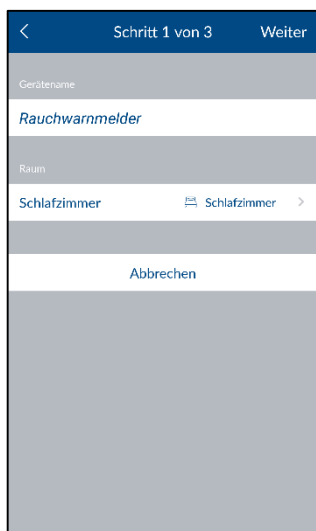 Schritt 1 von 3 Weiter
Gerätename
Rauchwarnmelder
Raum
Schlafzimmer Schlafzimmer
Abbrechen